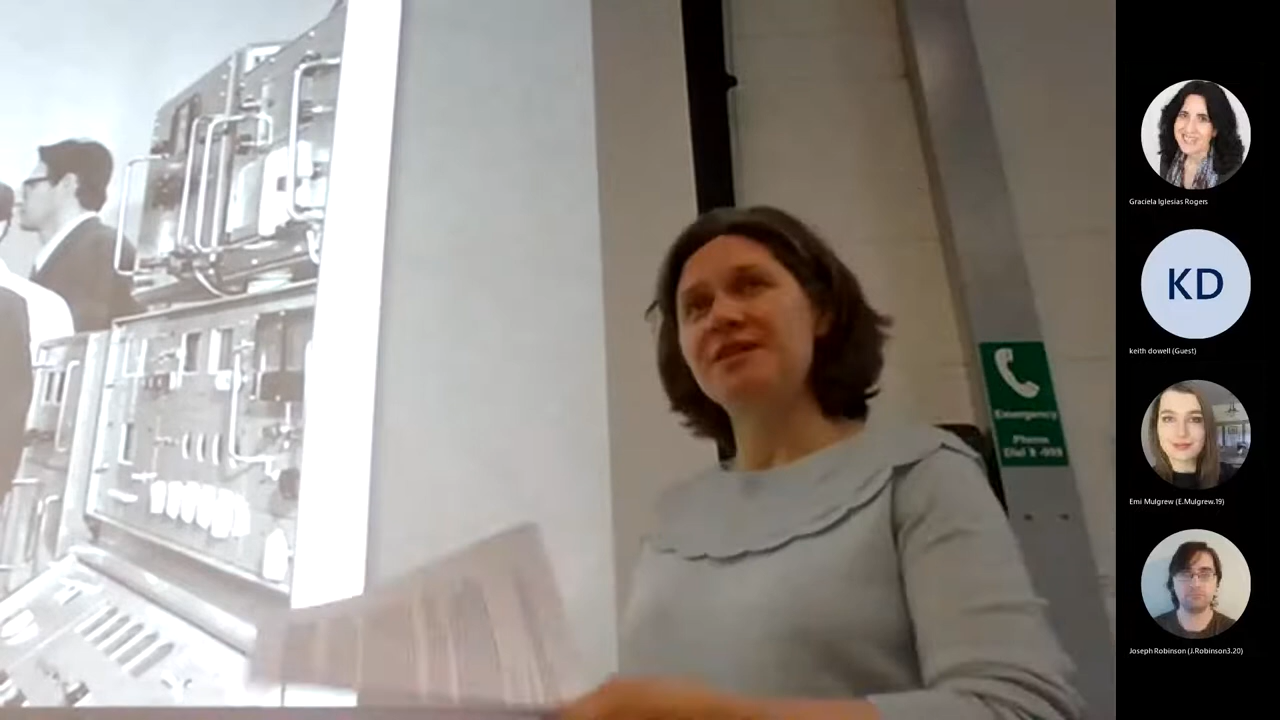 Graciela Iglesias Rogers
KD
keith dowell (Guest)
Emergency
Phone
Dial 9-999
Emi Mulgrew (E.Mulgrew.19)
Joseph Robinson (J.Robinson3.20)